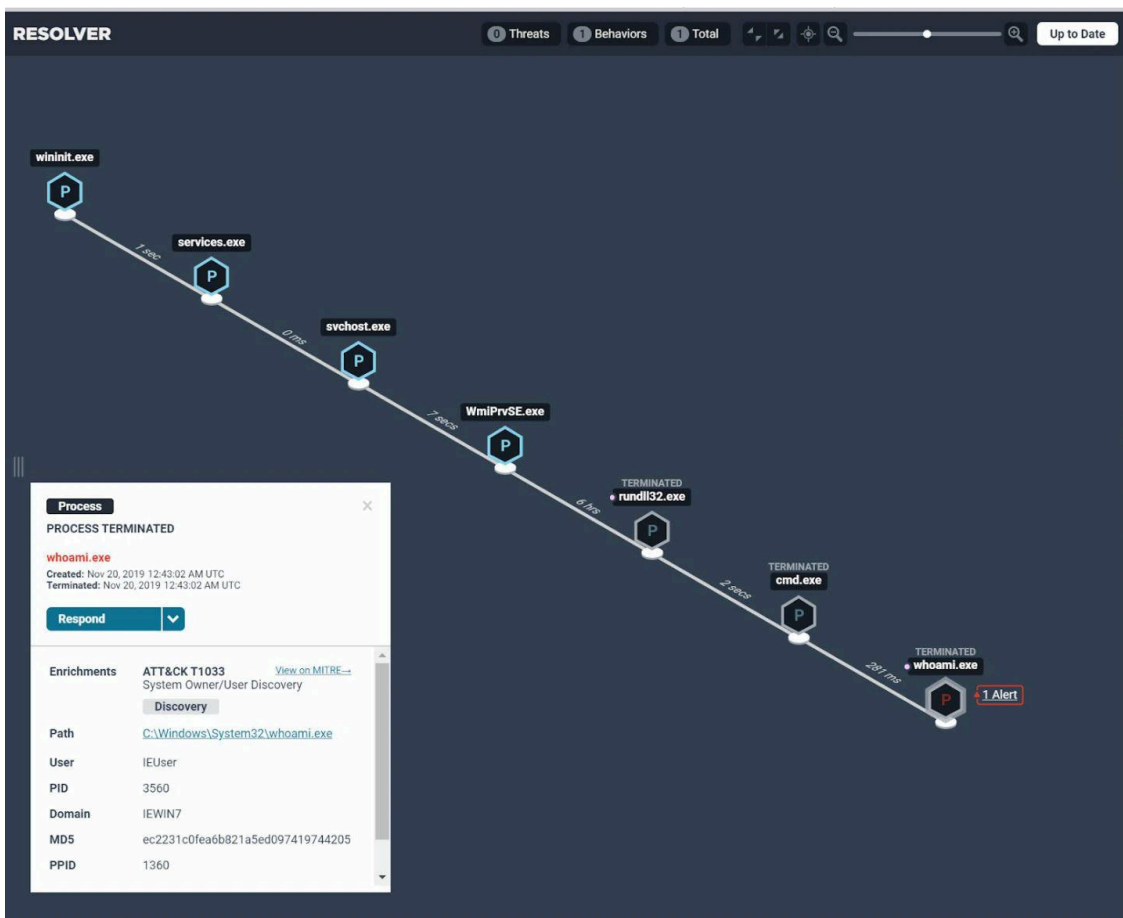 RESOLVER
0 Threats
1 Behaviors
1 Total
Up to Date
wininit.exe
P
1 sec
services.exe
P
0 ms
svchost.exe
P
7 secs
WmiPrvSE.exe
P
6 hrs
TERMINATED
rundll32.exe
P
2 secs
TERMINATED
cmd.exe
P
281 ms
TERMINATED
whoami.exe
P
1 Alert
Process
PROCESS TERMINATED
whoami.exe
Created: Nov 20, 2019 12:43:02 AM UTC
Terminated: Nov 20, 2019 12:43:02 AM UTC
Respond
Enrichments ATT&CK T1033 View on MITRE→
System Owner/User Discovery
Discovery
Path C:\Windows\System32\whoami.exe
User IEUser
PID 3560
Domain IEWIN7
MD5 ec2231c0fea6b821a5ed097419744205
PPID 1360